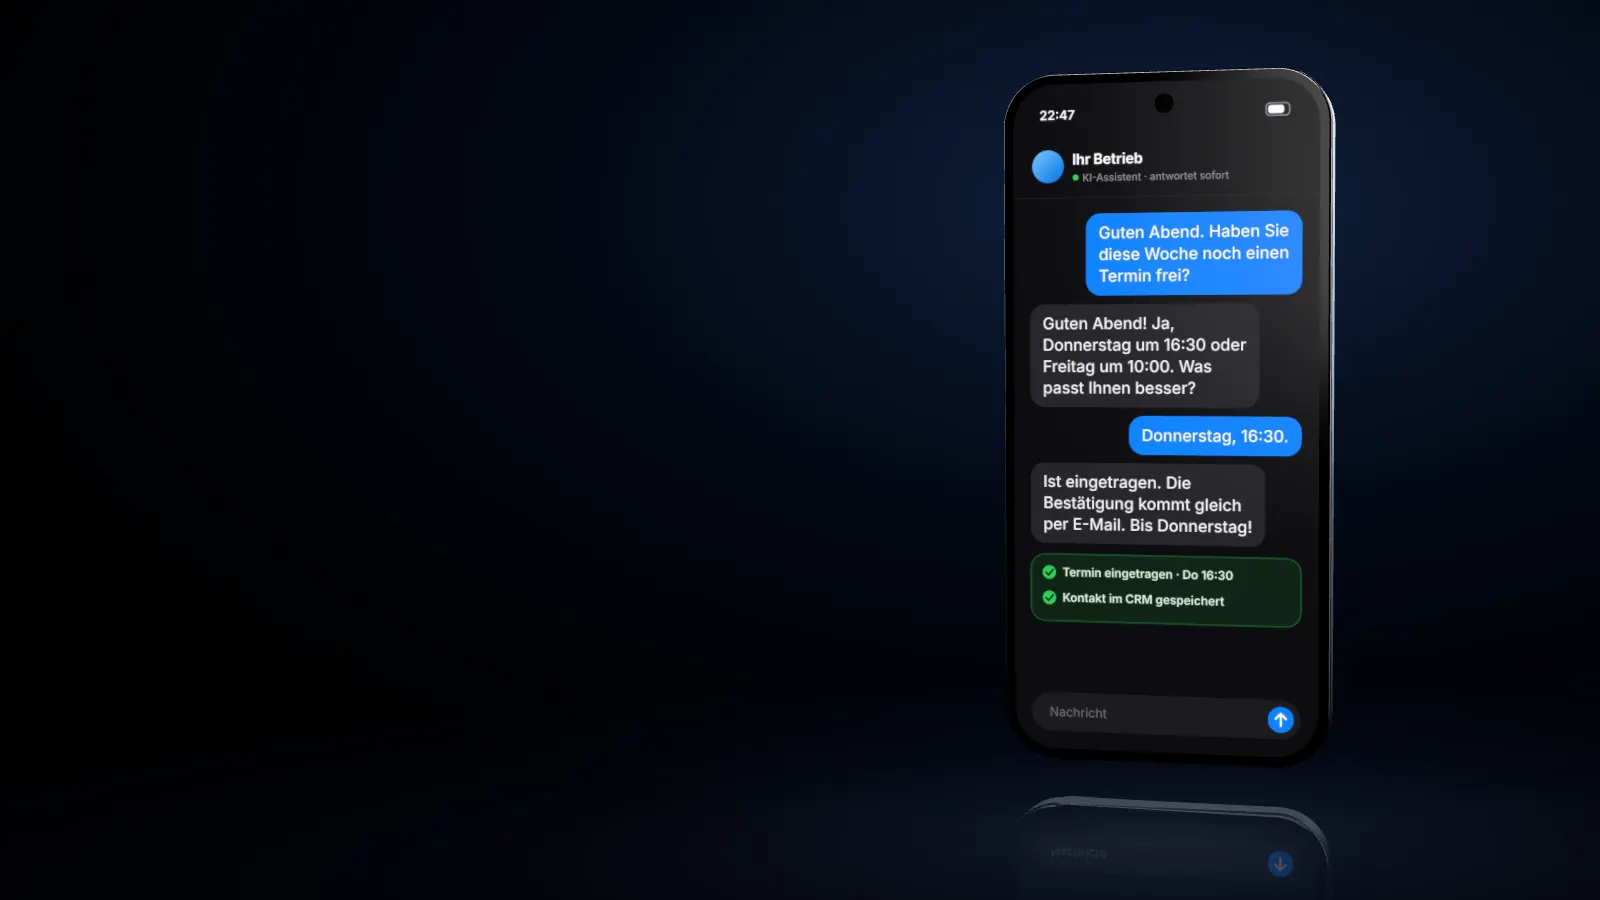 22:47
Ihr Betrieb
KI-Assistent · antwortet sofort
Guten Abend. Haben Sie
diese Woche noch einen
Termin frei?
Guten Abend! Ja,
Donnerstag um 16:30 oder
Freitag um 10:00. Was
passt Ihnen besser?
Donnerstag, 16:30.
Ist eingetragen. Die
Bestätigung kommt gleich
per E-Mail. Bis Donnerstag!
Termin eingetragen · Do 16:30
Kontakt im CRM gespeichert
Nachricht
Nachricht